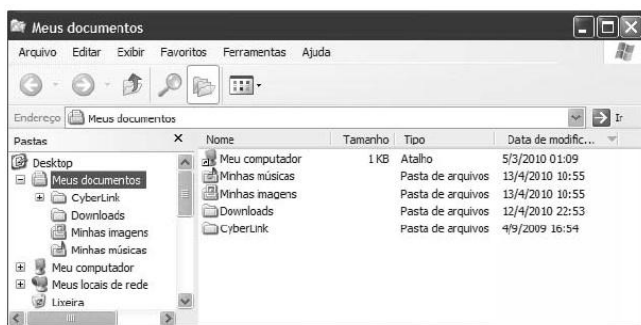 Meus documentos
Arquivo Editar Exibir Favoritos Ferramentas Ajuda
Endereço Meus documentos Ir
Pastas Nome Tamanho Tipo Data de modific...
Desktop
Meus documentos
CyberLink
Downloads
Minhas imagens
Minhas músicas
Meu computador
Meus locais de rede
Lixeira
Meu computador 1 KB Atalho 5/3/2010 01:09
Minhas músicas Pasta de arquivos 13/4/2010 10:55
Minhas imagens Pasta de arquivos 13/4/2010 10:55
Downloads Pasta de arquivos 12/4/2010 22:53
CyberLink Pasta de arquivos 4/9/2009 16:54